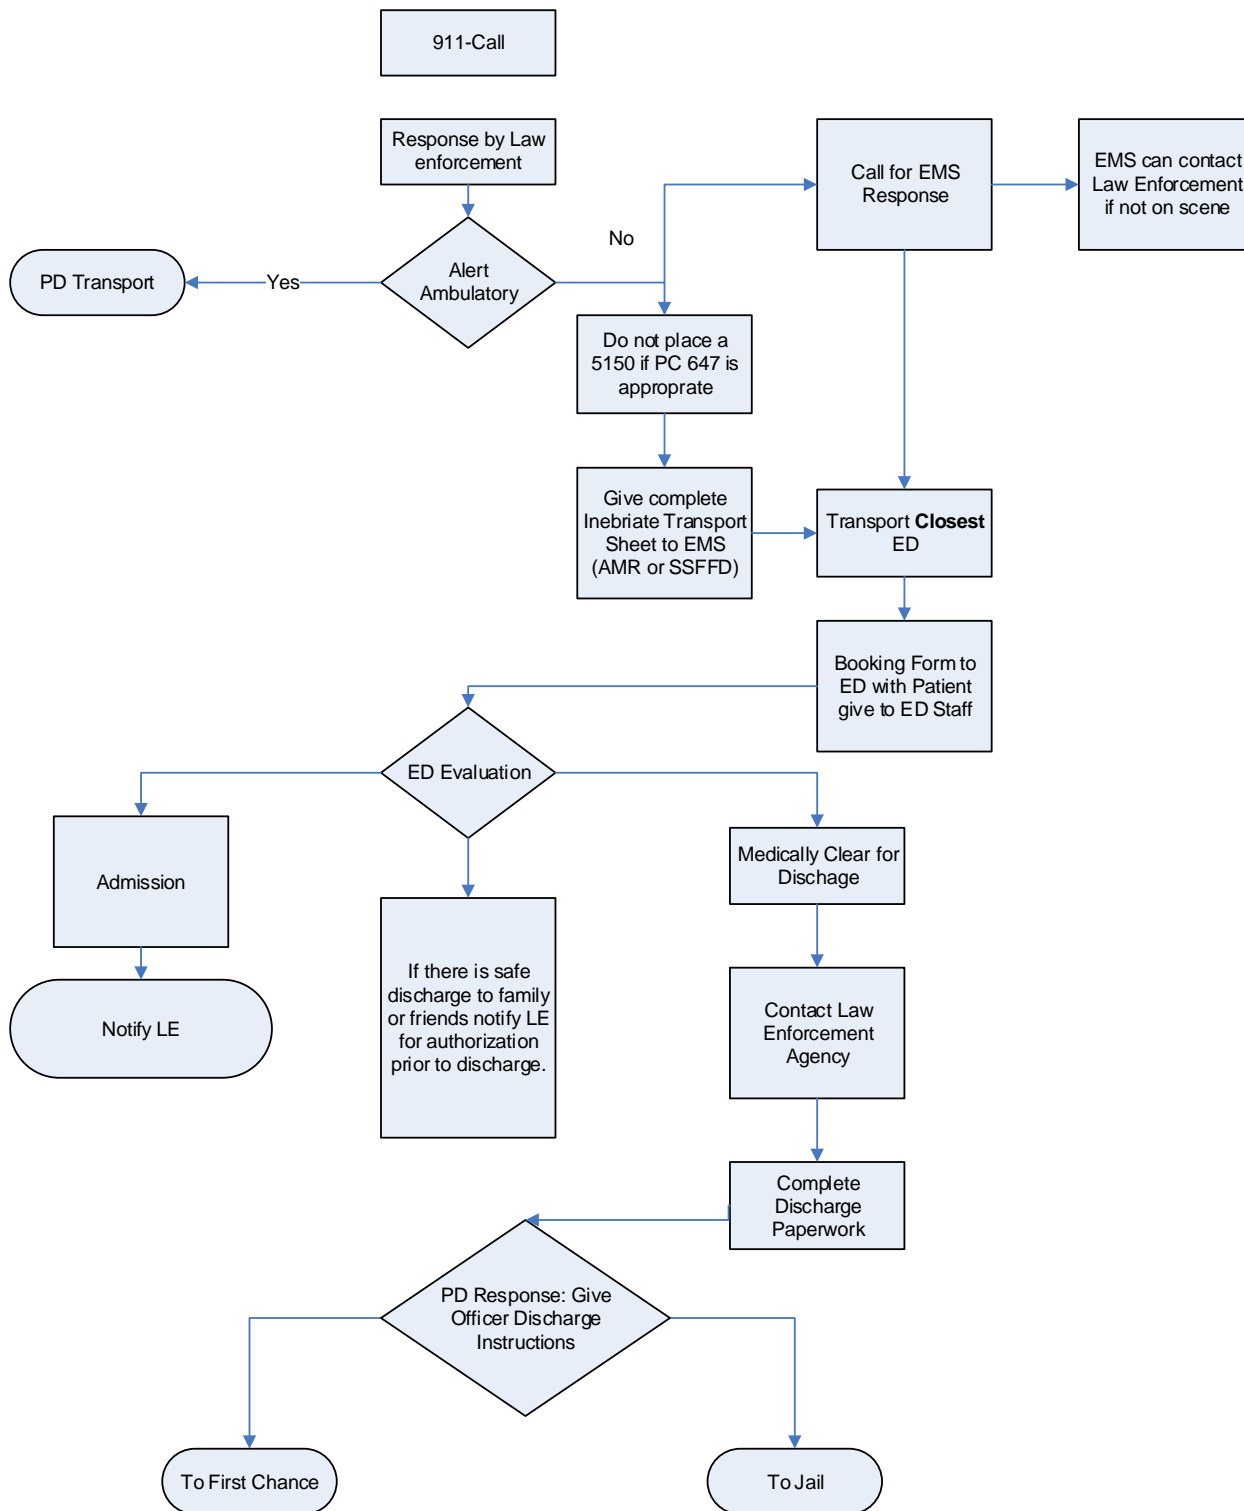 911-Call
Response by Law
enforcement
Call for EMS
Response
EMS can contact
Law Enforcement
if not on scene
No
PD Transport
Yes
Alert
Ambulatory
Do not place a
5150 if PC 647 is
approprate
Give complete
Inebriate Transport
Sheet to EMS
(AMR or SSFFD)
Transport Closest
ED
Booking Form to
ED with Patient
give to ED Staff
ED Evaluation
Admission
Medically Clear for
Dischage
If there is safe
discharge to family
or friends notify LE
for authorization
prior to discharge.
Notify LE
Contact Law
Enforcement
Agency
Complete
Discharge
Paperwork
PD Response: Give
Officer Discharge
Instructions
To First Chance
To Jail